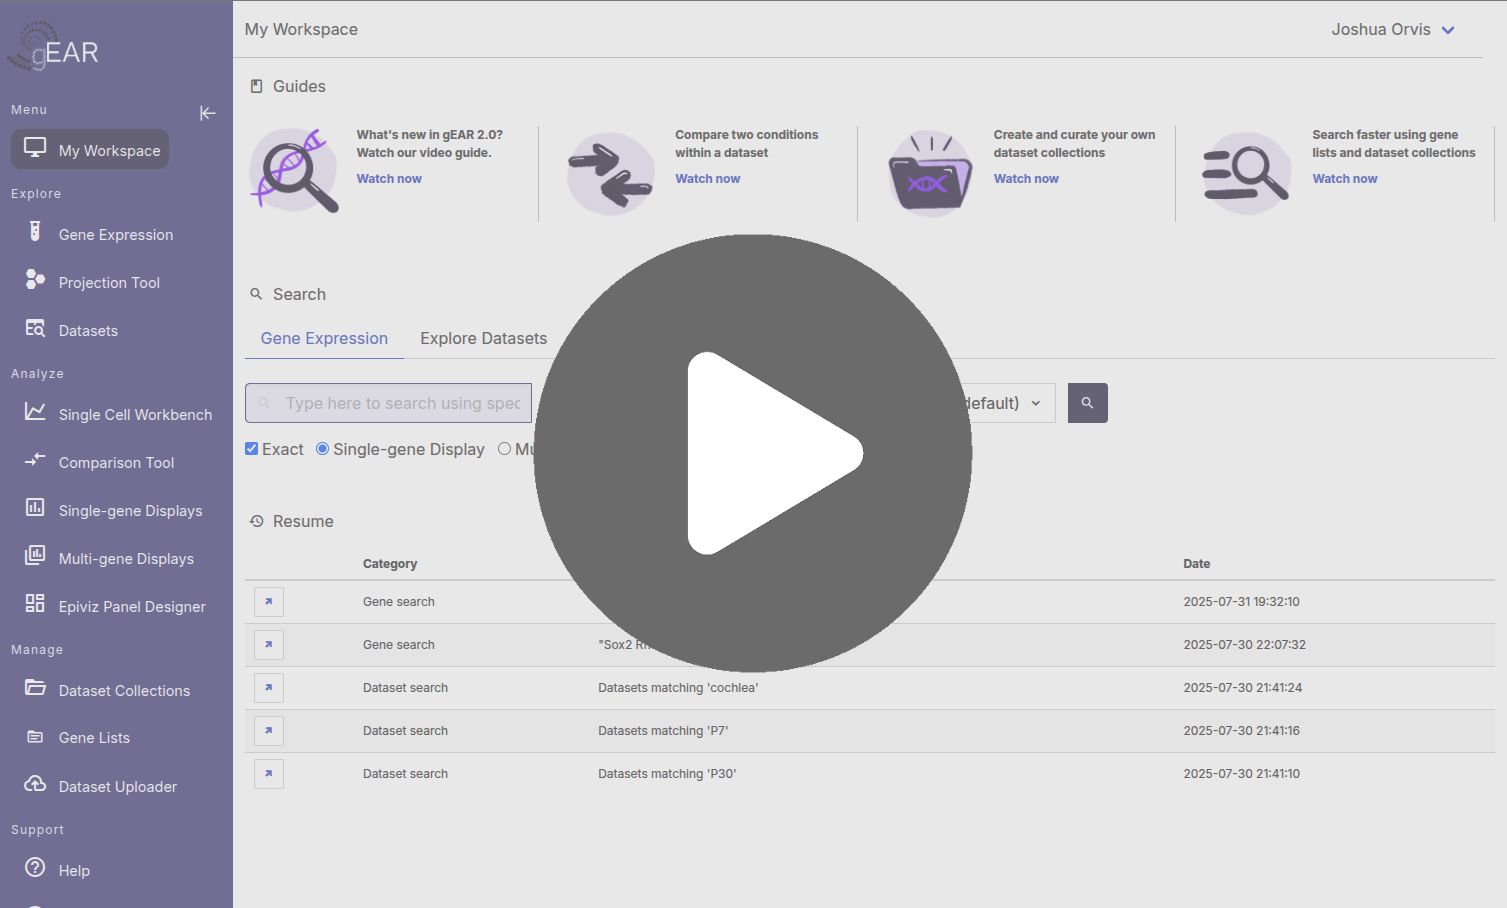 gEAR
My Workspace
Joshua Orvis
Menu
My Workspace
Explore
Gene Expression
Projection Tool
Datasets
Analyze
Single Cell Workbench
Comparison Tool
Single-gene Displays
Multi-gene Displays
Epiviz Panel Designer
Manage
Dataset Collections
Gene Lists
Dataset Uploader
Support
Help
Guides
What's new in gEAR 2.0?
Watch our video guide.
Watch now
Compare two conditions
within a dataset
Watch now
Create and curate your own
dataset collections
Watch now
Search faster using gene
lists and dataset collections
Watch now
Search
Gene Expression Explore Datasets
Type here to search using spec default)
Exact Single-gene Display
Resume
Category Date
Gene search 2025-07-31 19:32:10
Gene search "Sox2 2025-07-30 22:07:32
Dataset search Datasets matching 'cochlea' 2025-07-30 21:41:24
Dataset search Datasets matching 'P7' 2025-07-30 21:41:16
Dataset search Datasets matching 'P30' 2025-07-30 21:41:10